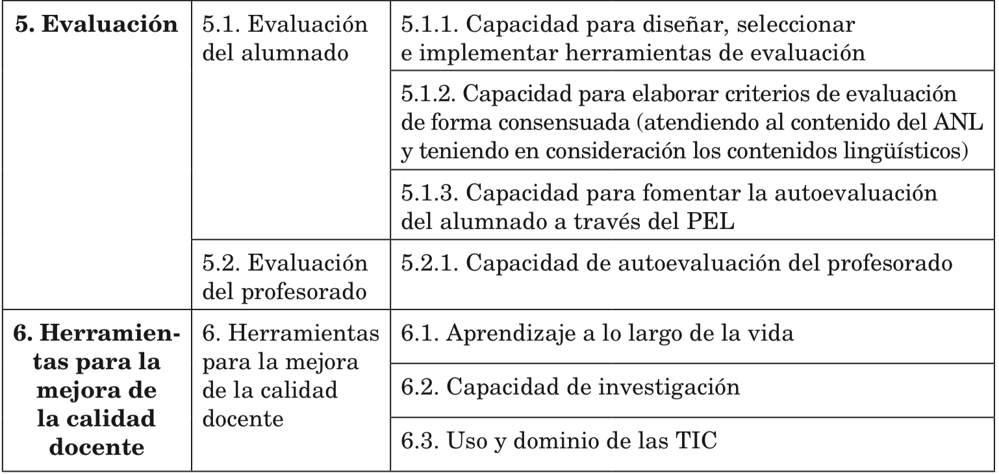 5. Evaluación
5.1. Evaluación
del alumnado
5.1.1. Capacidad para diseñar, seleccionar
e implementar herramientas de evaluación
5.1.2. Capacidad para elaborar criterios de evaluación
de forma consensuada (atendiendo al contenido del ANL
y teniendo en consideración los contenidos lingüísticos)
5.1.3. Capacidad para fomentar la autoevaluación
del alumnado a través del PEL
5.2. Evaluación
del profesorado
5.2.1. Capacidad de autoevaluación del profesorado
6. Herramien-
tas para la
mejora de
la calidad
docente
6. Herramientas
para la mejora
de la calidad
docente
6.1. Aprendizaje a lo largo de la vida
6.2. Capacidad de investigación
6.3. Uso y dominio de las TIC